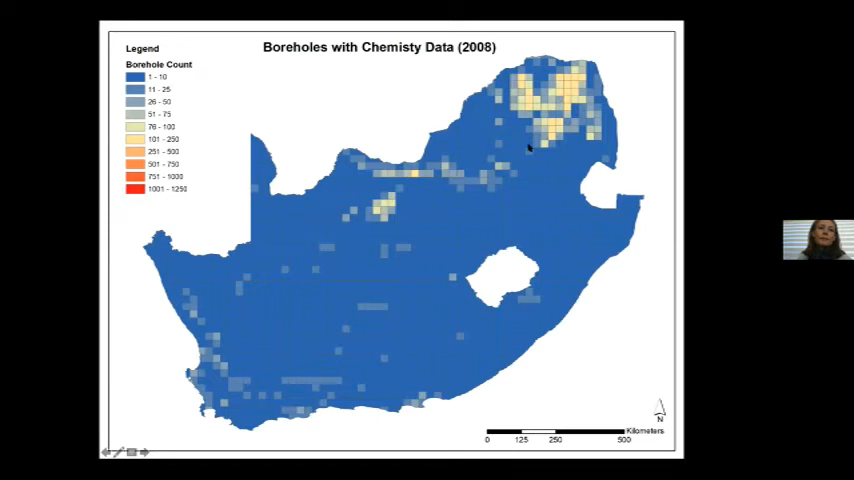 Boreholes with Chemisty Data (2008)
Legend
Borehole Count
1 - 10
11 - 25
26 - 50
51 - 75
76 - 100
101 - 250
251 - 500
501 - 750
751 - 1000
1001 - 1250
N
Kilometers
0 125 250 500